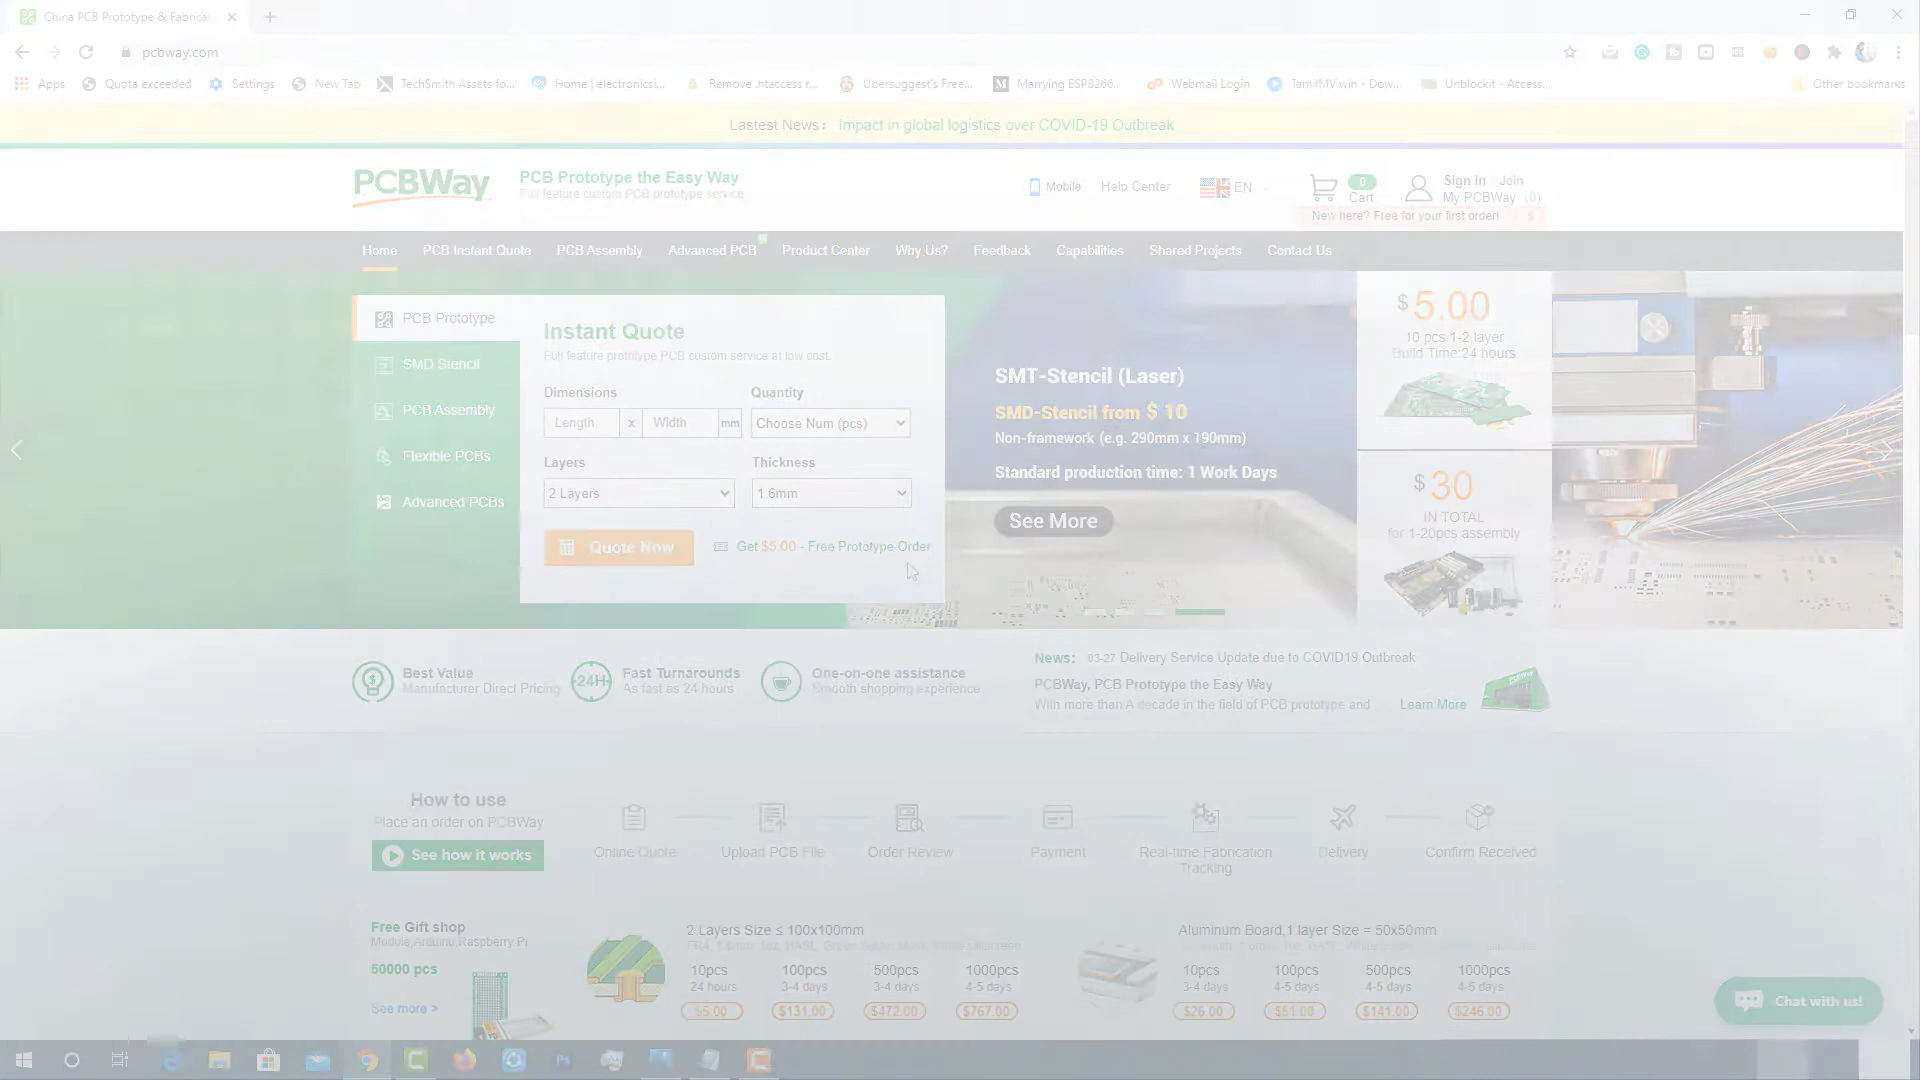 China PCB Prototype & Fabricat
pcbway.com
Apps
Quota exceeded
Settings
New Tab
TechSmith Assets fo...
Home | electronicsi...
Remove .htaccess r...
Ubersuggest's Free...
Marrying ESP8266...
Webmail Login
TamilMV.win - Dow...
Unblockit - Access...
Other bookmarks
Lastest News: Impact in global logistics over COVID-19 Outbreak
PCBWay
PCB Prototype the Easy Way
Full feature custom PCB prototype service
Mobile
Help Center
EN
0
Cart
Sign in
Join
My PCBWay (0)
New here? Free for your first order! $
Home
PCB Instant Quote
PCB Assembly
Advanced PCB
Product Center
Why Us?
Feedback
Capabilities
Shared Projects
Contact Us
PCB Prototype
SMD Stencil
PCB Assembly
Flexible PCBs
Advanced PCBs
Instant Quote
Full feature prototype PCB custom service at low cost.
Dimensions
Quantity
Length x Width mm
Choose Num (pcs)
Layers
Thickness
2 Layers
1.6mm
Quote Now
Get $5.00 - Free Prototype Order
SMT-Stencil (Laser)
SMD-Stencil from $ 10
Non-framework (e.g. 290mm x 190mm)
Standard production time: 1 Work Days
See More
$ 5.00
10 pcs 1-2 layer
Build Time:24 hours
$ 30
IN TOTAL
for 1-20pcs assembly
Best Value
Manufacturer Direct Pricing
24H
Fast Turnarounds
As fast as 24 hours
One-on-one assistance
Smooth shopping experience
News: 03-27 Delivery Service Update due to COVID19 Outbreak
PCBWay, PCB Prototype the Easy Way
With more than A decade in the field of PCB prototype and
Learn More
How to use
Place an order on PCBWay
See how it works
Online Quote
Upload PCB File
Order Review
Payment
Real-time Fabrication
Tracking
Delivery
Confirm Received
Free Gift shop
Module,Arduino,Raspberry Pi
50000 pcs
See more >
2 Layers Size ≤ 100x100mm
10pcs 100pcs 500pcs 1000pcs
24 hours 3-4 days 3-4 days 4-5 days
$5.00 $131.00 $472.00 $767.00
Aluminum Board,1 layer Size = 50x50mm
10pcs 100pcs 500pcs 1000pcs
3-4 days 4-5 days 4-5 days 4-5 days
$26.00 $51.00 $141.00 $246.00
Chat with us!